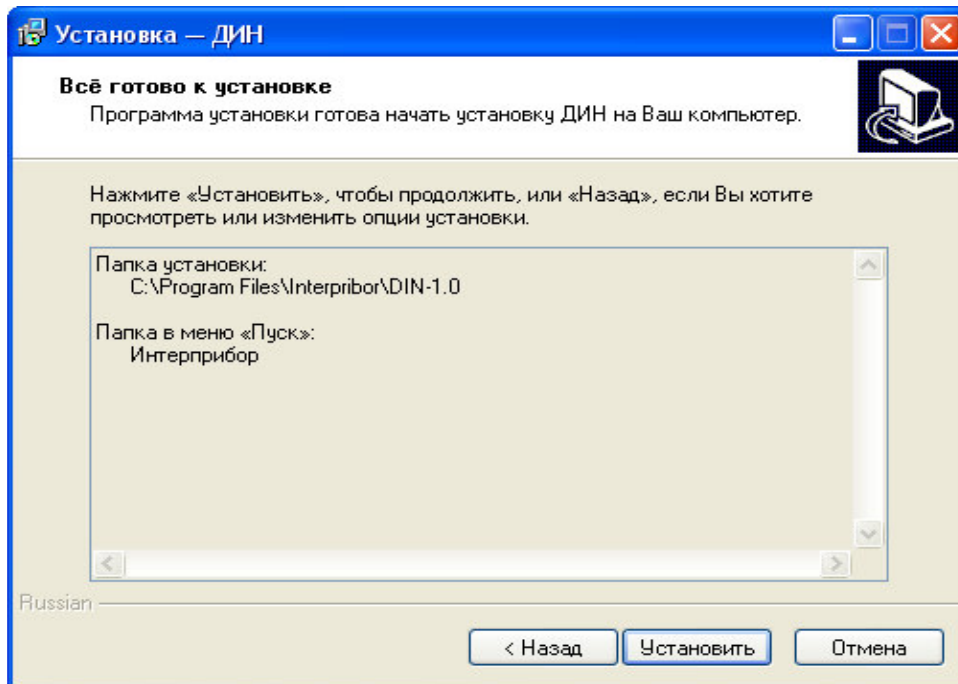 Установка — ДИН
Всё готово к установке
Программа установки готова начать установку ДИН на Ваш компьютер.
Нажмите «Установить», чтобы продолжить, или «Назад», если Вы хотите
просмотреть или изменить опции установки.
Папка установки:
C:\Program Files\Interpribor\DIN-1.0
Папка в меню «Пуск»:
Интерприбор
Russian
< Назад
Установить
Отмена